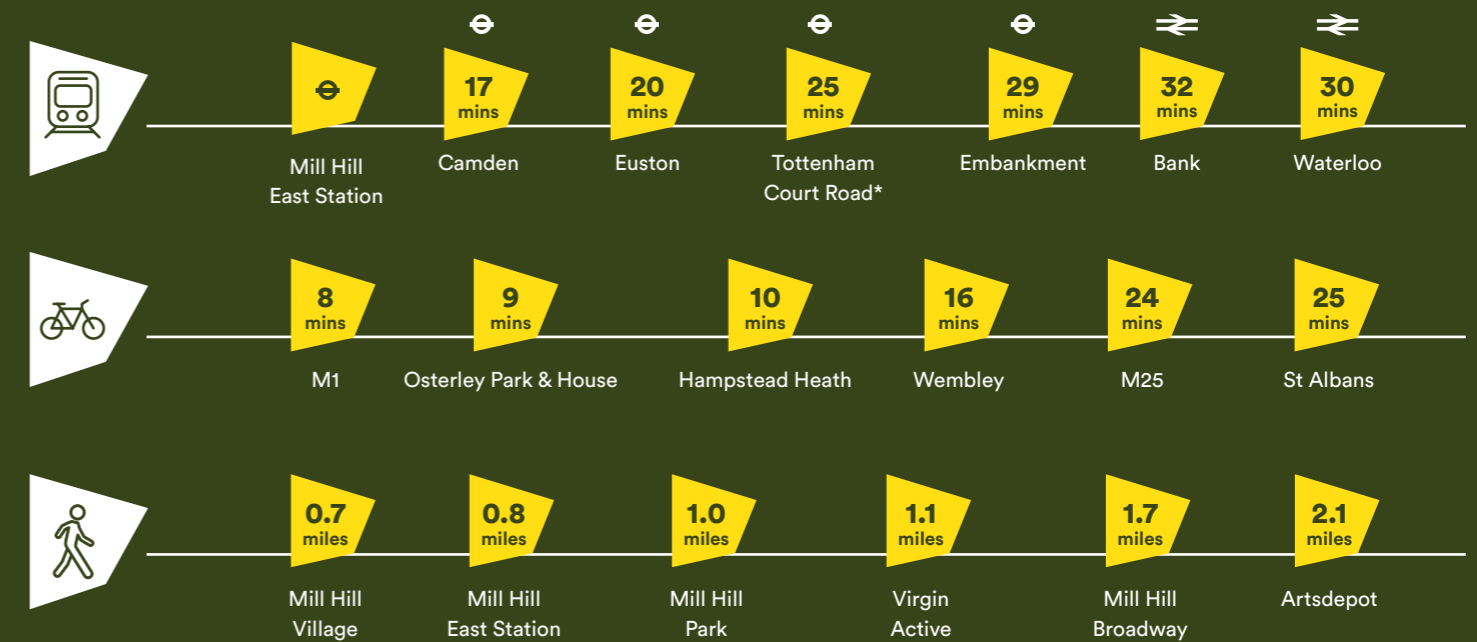 17
mins
20
mins
25
mins
29
mins
32
mins
30
mins
Mill Hill
East Station
Camden
Euston
Tottenham
Court Road*
Embankment
Bank
Waterloo
8
mins
9
mins
10
mins
16
mins
24
mins
25
mins
M1
Osterley Park & House
Hampstead Heath
Wembley
M25
St Albans
0.7
miles
0.8
miles
1.0
miles
1.1
miles
1.7
miles
2.1
miles
Mill Hill
Village
Mill Hill
East Station
Mill Hill
Park
Virgin
Active
Mill Hill
Broadway
Artsdepot